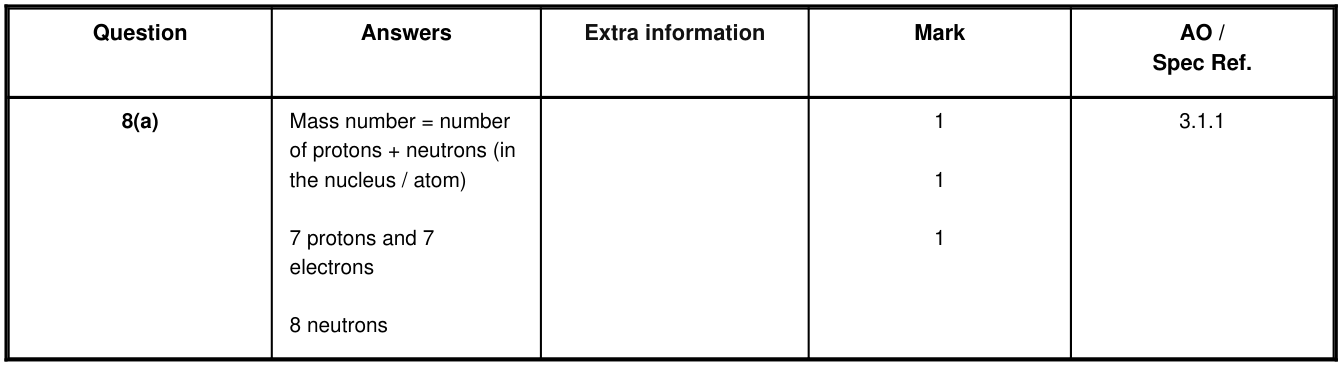 Question Answers Extra information Mark AO /
Spec Ref.
8(a) Mass number = number 1 3.1.1
of protons + neutrons (in
the nucleus / atom) 1
7 protons and 7 1
electrons
8 neutrons